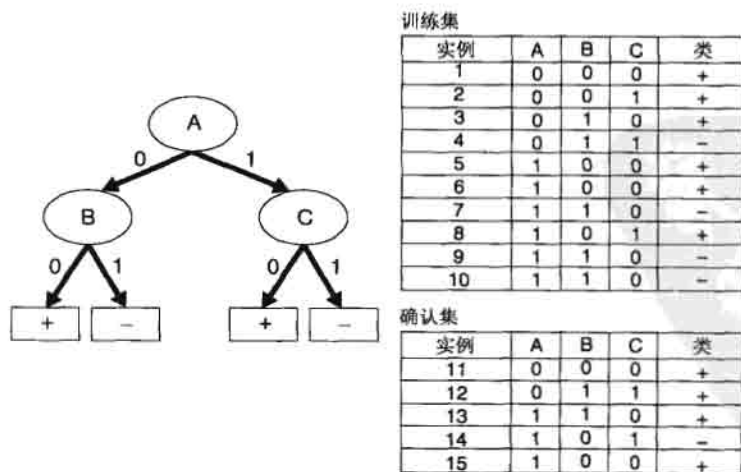 A
0 1
B C
0 1 0 1
+ - + -
训练集
实例 A B C 类
1 0 0 0 +
2 0 0 1 +
3 0 1 0 +
4 0 1 1 -
5 1 0 0 +
6 1 0 0 +
7 1 1 0 -
8 1 0 1 +
9 1 1 0 -
10 1 1 0 -
确认集
实例 A B C 类
11 0 0 0 +
12 0 1 1 +
13 1 1 0 +
14 1 0 1 -
15 1 0 0 +